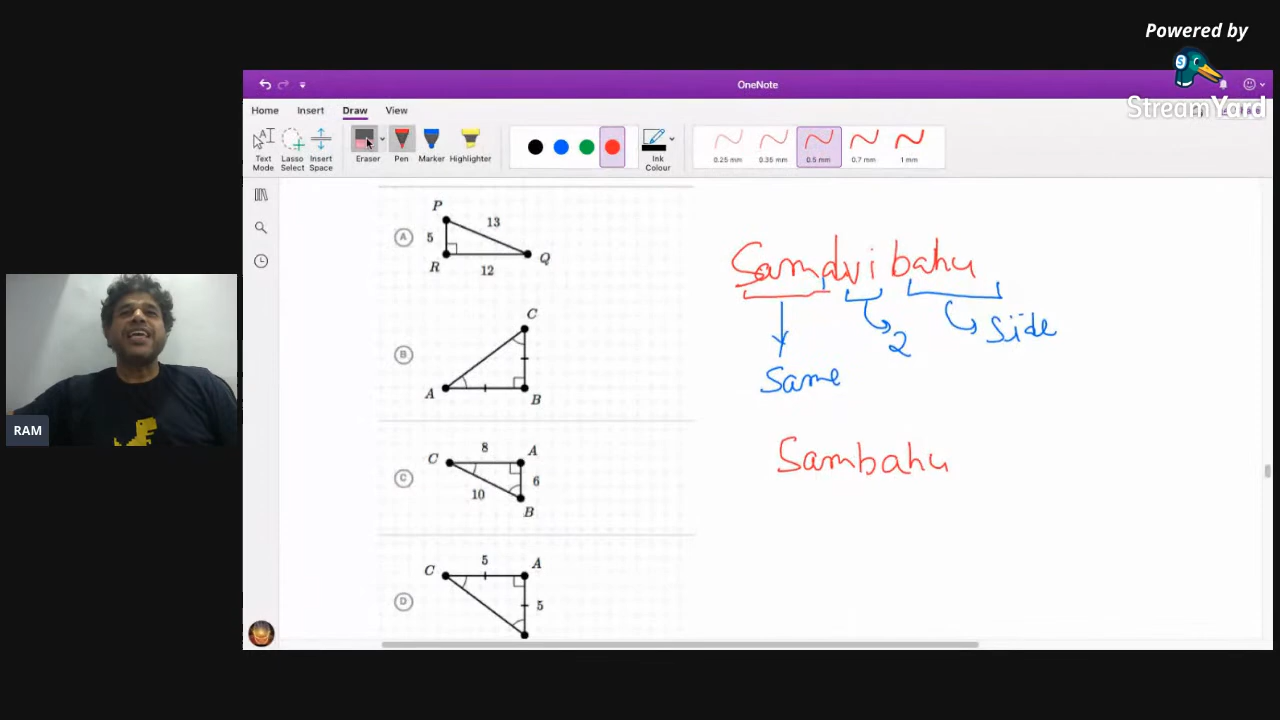 Powered by
StreamYard
OneNote
Home Insert Draw View
Text Mode
Lasso Select
Insert Space
Eraser
Pen
Marker
Highlighter
Ink Colour
0.25 mm
0.35 mm
0.5 mm
0.7 mm
1 mm
A
P
13
5
R
12
Q
B
C
A
B
C
8
C
A
6
10
B
D
5
C
A
5
Samdvibahu
2
Side
Same
Sambahu
RAM